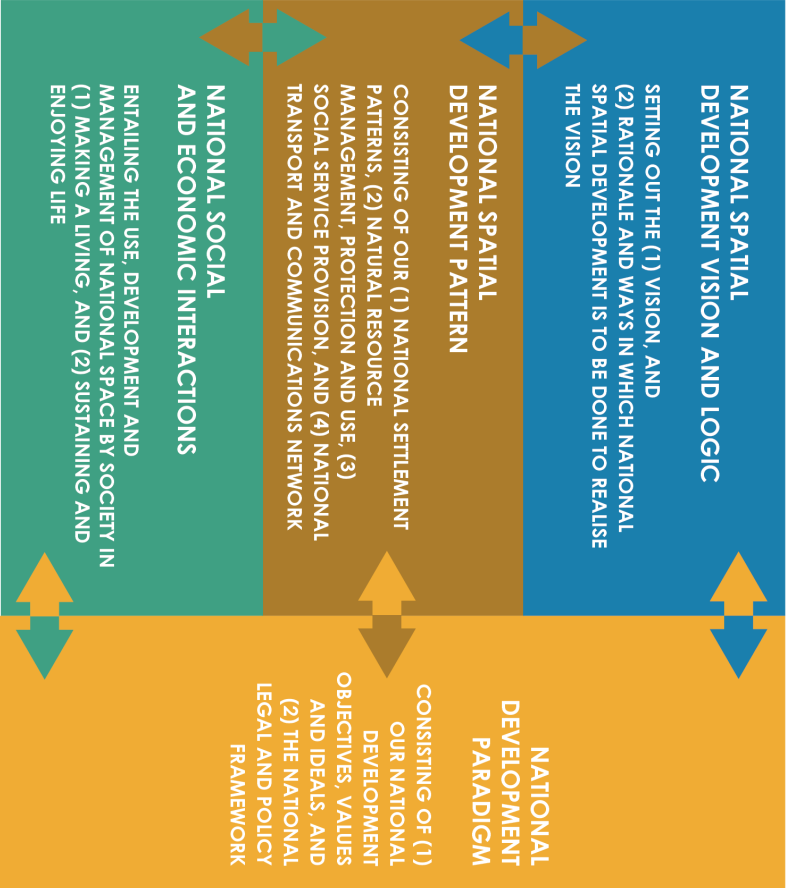 NATIONAL SPATIAL
DEVELOPMENT VISION AND LOGIC
SETTING OUT THE (1) VISION, AND
(2) RATIONALE AND WAYS IN WHICH NATIONAL
SPATIAL DEVELOPMENT IS TO BE DONE TO REALISE
THE VISION
NATIONAL SPATIAL
DEVELOPMENT PATTERN
CONSISTING OF OUR (1) NATIONAL SETTLEMENT
PATTERNS, (2) NATURAL RESOURCE
MANAGEMENT, PROTECTION AND USE, (3)
SOCIAL SERVICE PROVISION, AND (4) NATIONAL
TRANSPORT AND COMMUNICATIONS NETWORK
NATIONAL SOCIAL
AND ECONOMIC INTERACTIONS
ENTAILING THE USE, DEVELOPMENT AND
MANAGEMENT OF NATIONAL SPACE BY SOCIETY IN
(1) MAKING A LIVING, AND (2) SUSTAINING AND
ENJOYING LIFE
NATIONAL
DEVELOPMENT
PARADIGM
CONSISTING OF (1)
OUR NATIONAL
DEVELOPMENT
OBJECTIVES, VALUES
AND IDEALS, AND
(2) THE NATIONAL
LEGAL AND POLICY
FRAMEWORK